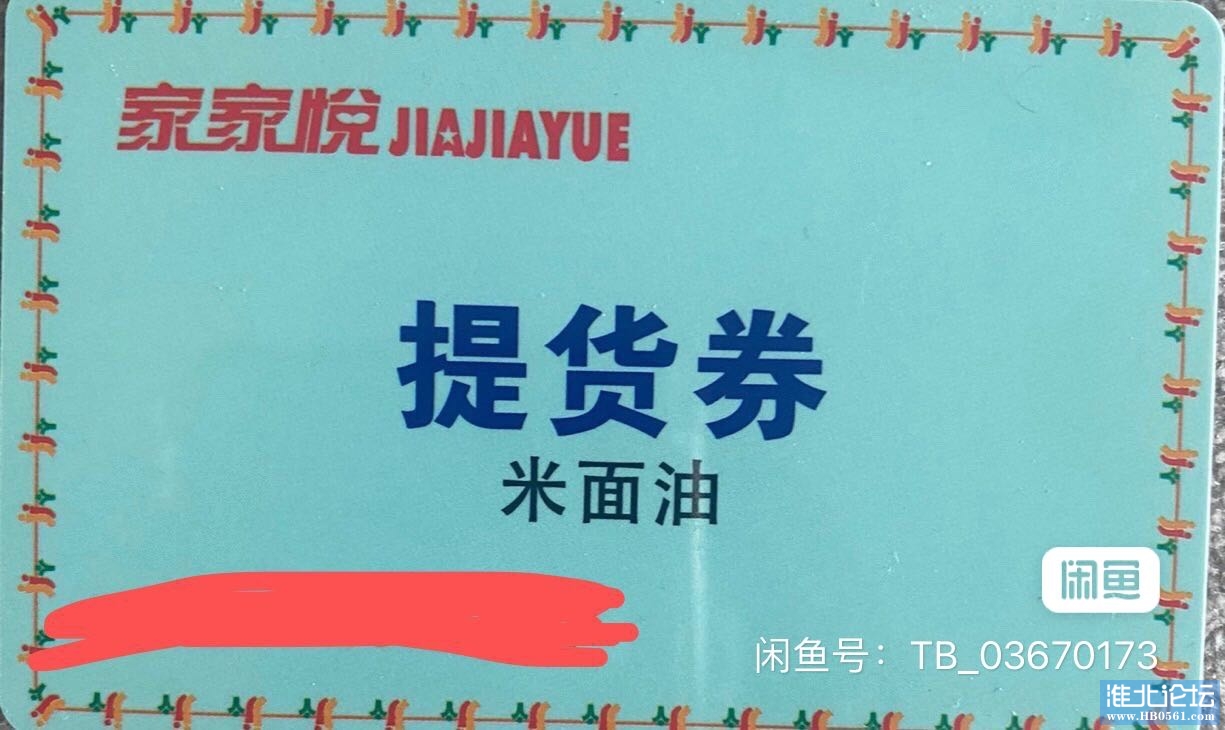 家家悦 JIAJIAYUE
提货券
米面油
闲鱼
闲鱼号：TB_03670173
淮北论坛
www.HB0561.com